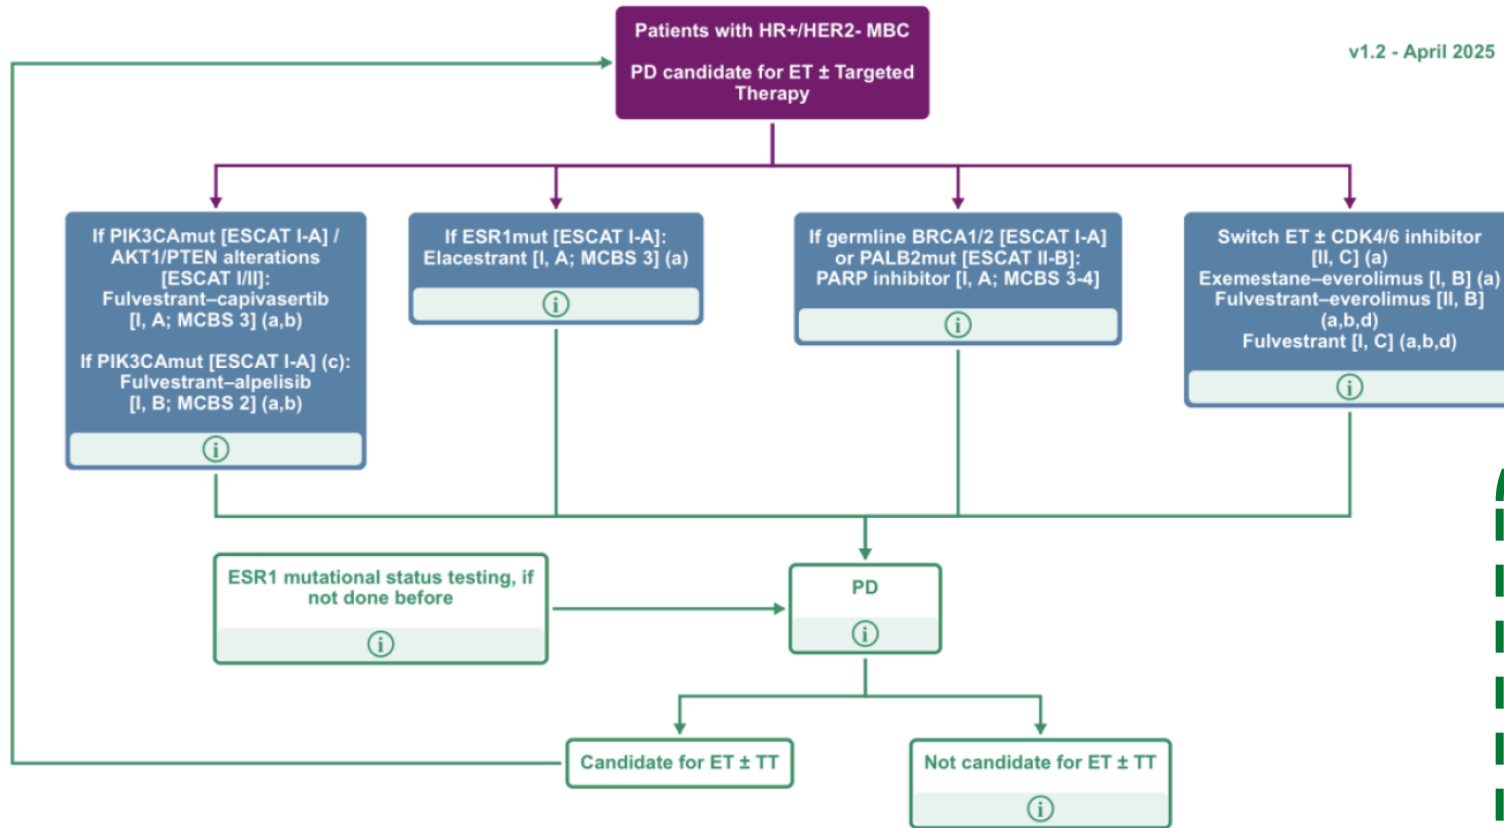 Patients with HR+/HER2- MBC
PD candidate for ET ± Targeted
Therapy
v1.2 - April 2025
If PIK3CAmut [ESCAT I-A] /
AKT1/PTEN alterations
[ESCAT I/II]:
Fulvestrant–capivasertib
[I, A; MCBS 3] (a,b)
If PIK3CAmut [ESCAT I-A] (c):
Fulvestrant–alpelisib
[I, B; MCBS 2] (a,b)
i
If ESR1mut [ESCAT I-A]:
Elacestrant [I, A; MCBS 3] (a)
i
If germline BRCA1/2 [ESCAT I-A]
or PALB2mut [ESCAT II-B]:
PARP inhibitor [I, A; MCBS 3-4]
i
Switch ET ± CDK4/6 inhibitor
[II, C] (a)
Exemestane–everolimus [I, B] (a)
Fulvestrant–everolimus [II, B]
(a,b,d)
Fulvestrant [I, C] (a,b,d)
i
ESR1 mutational status testing, if
not done before
i
PD
i
Candidate for ET ± TT
Not candidate for ET ± TT
i